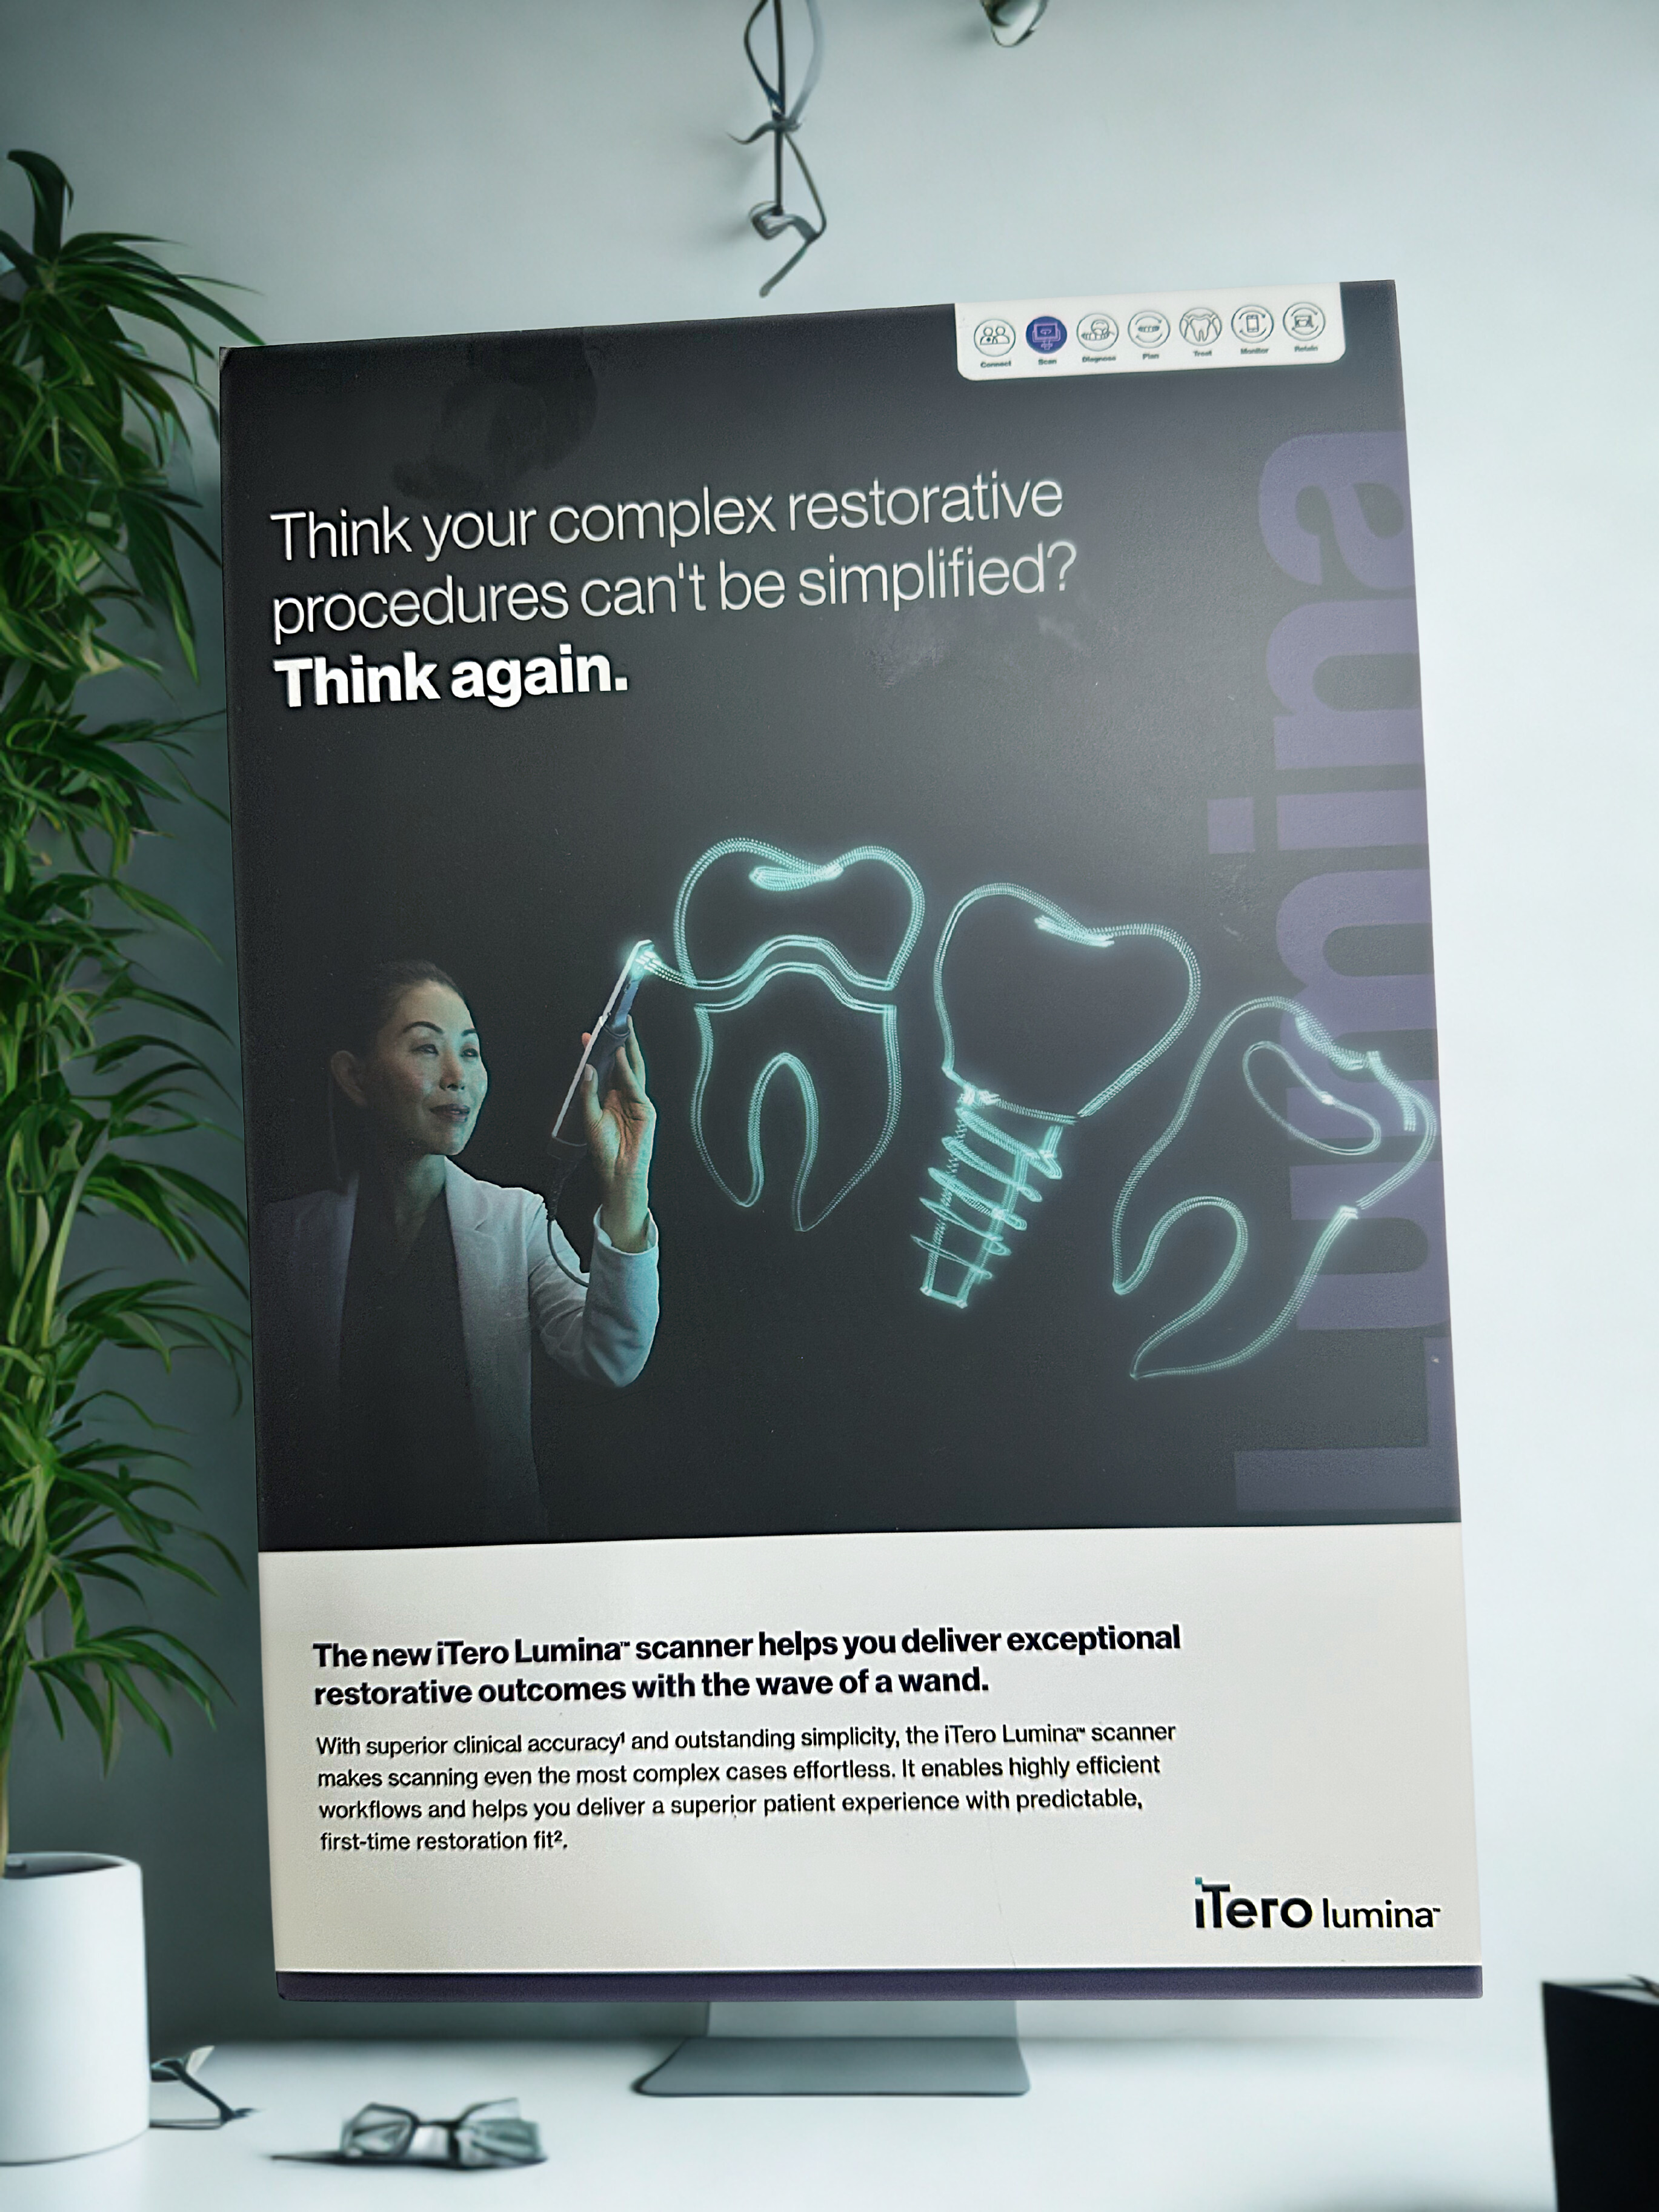 Connect Scan Diagnose Plan Treat Monitor Retain
Think your complex restorative
procedures can't be simplified?
Think again.
Lumina
The new iTero Lumina™ scanner helps you deliver exceptional
restorative outcomes with the wave of a wand.
With superior clinical accuracy¹ and outstanding simplicity, the iTero Lumina™ scanner
makes scanning even the most complex cases effortless. It enables highly efficient
workflows and helps you deliver a superior patient experience with predictable,
first-time restoration fit².
iTero lumina™